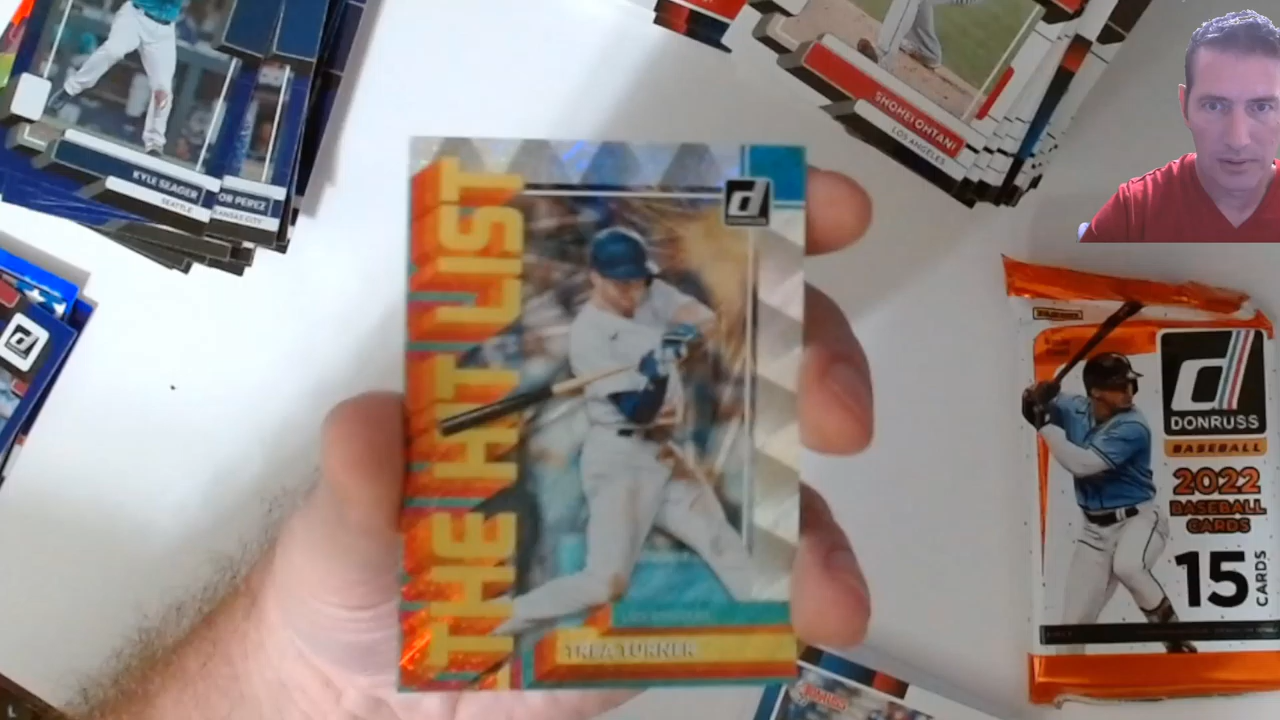 KYLE SEAGER
SEATTLE
OR PEREZ
KANSAS CITY
SHOHEI OHTANI
LOS ANGELES
THE HIT LIST
d
TREA TURNER
d
PANINI
d
DONRUSS
BASEBALL
2022
BASEBALL
CARDS
15
CARDS